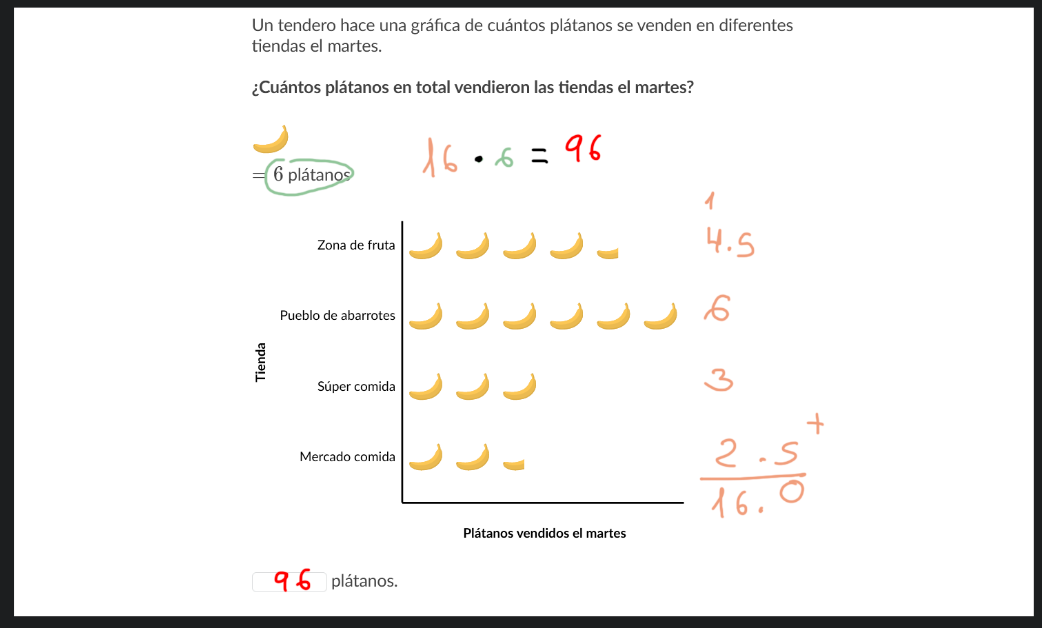 Un tendero hace una gráfica de cuántos plátanos se venden en diferentes
tiendas el martes.
¿Cuántos plátanos en total vendieron las tiendas el martes?
16 · 6 = 96
= 6 plátanos
1
Zona de fruta 4.5
Pueblo de abarrotes 6
Tienda
Súper comida 3
+
Mercado comida 2.5
16.0
Plátanos vendidos el martes
96 plátanos.